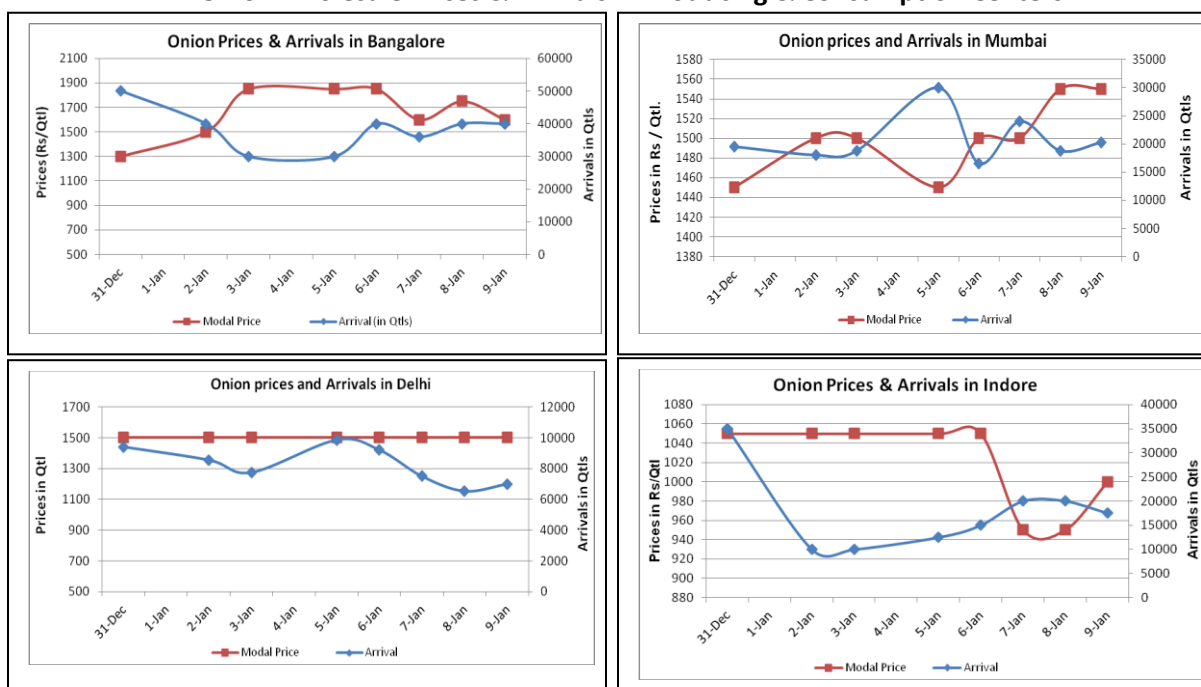 Onion Prices & Arrivals in Bangalore
Prices (Rs/Qtl)
2100
1900
1700
1500
1300
1100
900
700
500
60000
50000
40000
30000
20000
10000
0
Arrivals in Qtls
31-Dec
1-Jan
2-Jan
3-Jan
4-Jan
5-Jan
6-Jan
7-Jan
8-Jan
9-Jan
Modal Price
Arrival (in Qtls)
Onion prices and Arrivals in Mumbai
Prices in Rs / Qtl.
1580
1560
1540
1520
1500
1480
1460
1440
1420
1400
1380
35000
30000
25000
20000
15000
10000
5000
0
Arrivals in Qtls
31-Dec
1-Jan
2-Jan
3-Jan
4-Jan
5-Jan
6-Jan
7-Jan
8-Jan
9-Jan
Modal Price
Arrival
Onion prices and Arrivals in Delhi
Prices in Qtl
1700
1500
1300
1100
900
700
500
12000
10000
8000
6000
4000
2000
0
Arrivals in Qtls
31-Dec
1-Jan
2-Jan
3-Jan
4-Jan
5-Jan
6-Jan
7-Jan
8-Jan
9-Jan
Modal Price
Arrival
Onion Prices & Arrivals in Indore
Prices in Rs/Qtl
1080
1060
1040
1020
1000
980
960
940
920
900
880
40000
35000
30000
25000
20000
15000
10000
5000
0
Arrivals in Qtls
31-Dec
1-Jan
2-Jan
3-Jan
4-Jan
5-Jan
6-Jan
7-Jan
8-Jan
9-Jan
Modal Price
Arrival